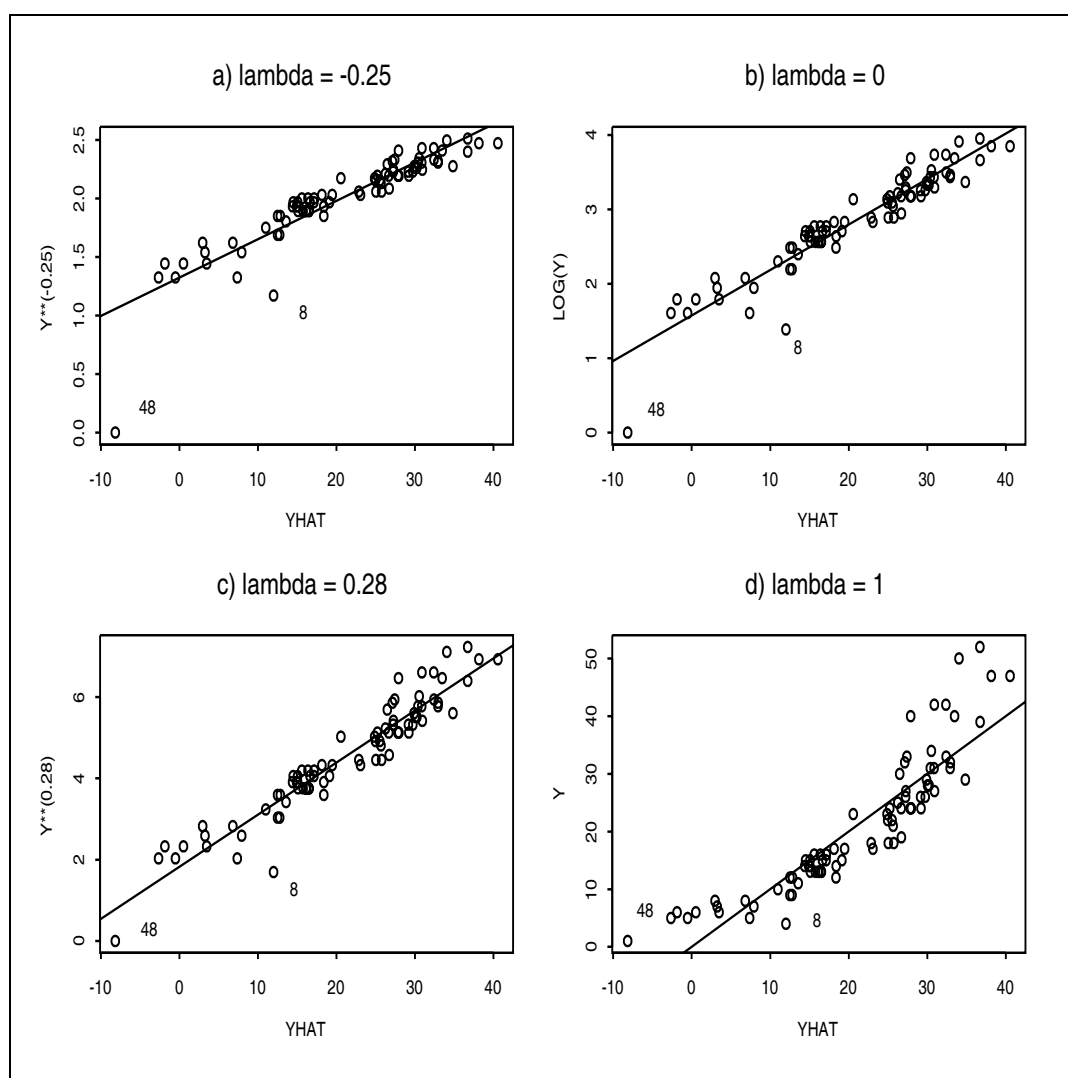 a) lambda = -0.25
Y**(-0.25)
2.5
2.0
1.5
1.0
0.5
0.0
48
8
-10 0 10 20 30 40
YHAT
b) lambda = 0
LOG(Y)
4
3
2
1
0
48
8
-10 0 10 20 30 40
YHAT
c) lambda = 0.28
Y**(0.28)
6
4
2
0
48
8
-10 0 10 20 30 40
YHAT
d) lambda = 1
Y
50
40
30
20
10
0
48
8
-10 0 10 20 30 40
YHAT